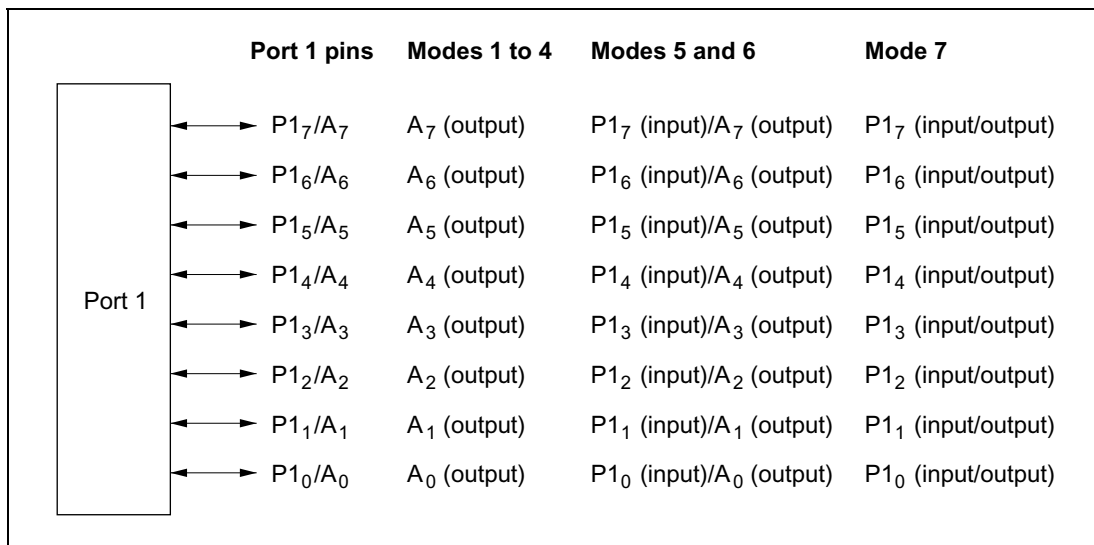 Port 1 pins Modes 1 to 4 Modes 5 and 6 Mode 7
P1₇/A₇ A₇ (output) P1₇ (input)/A₇ (output) P1₇ (input/output)
P1₆/A₆ A₆ (output) P1₆ (input)/A₆ (output) P1₆ (input/output)
P1₅/A₅ A₅ (output) P1₅ (input)/A₅ (output) P1₅ (input/output)
P1₄/A₄ A₄ (output) P1₄ (input)/A₄ (output) P1₄ (input/output)
Port 1
P1₃/A₃ A₃ (output) P1₃ (input)/A₃ (output) P1₃ (input/output)
P1₂/A₂ A₂ (output) P1₂ (input)/A₂ (output) P1₂ (input/output)
P1₁/A₁ A₁ (output) P1₁ (input)/A₁ (output) P1₁ (input/output)
P1₀/A₀ A₀ (output) P1₀ (input)/A₀ (output) P1₀ (input/output)